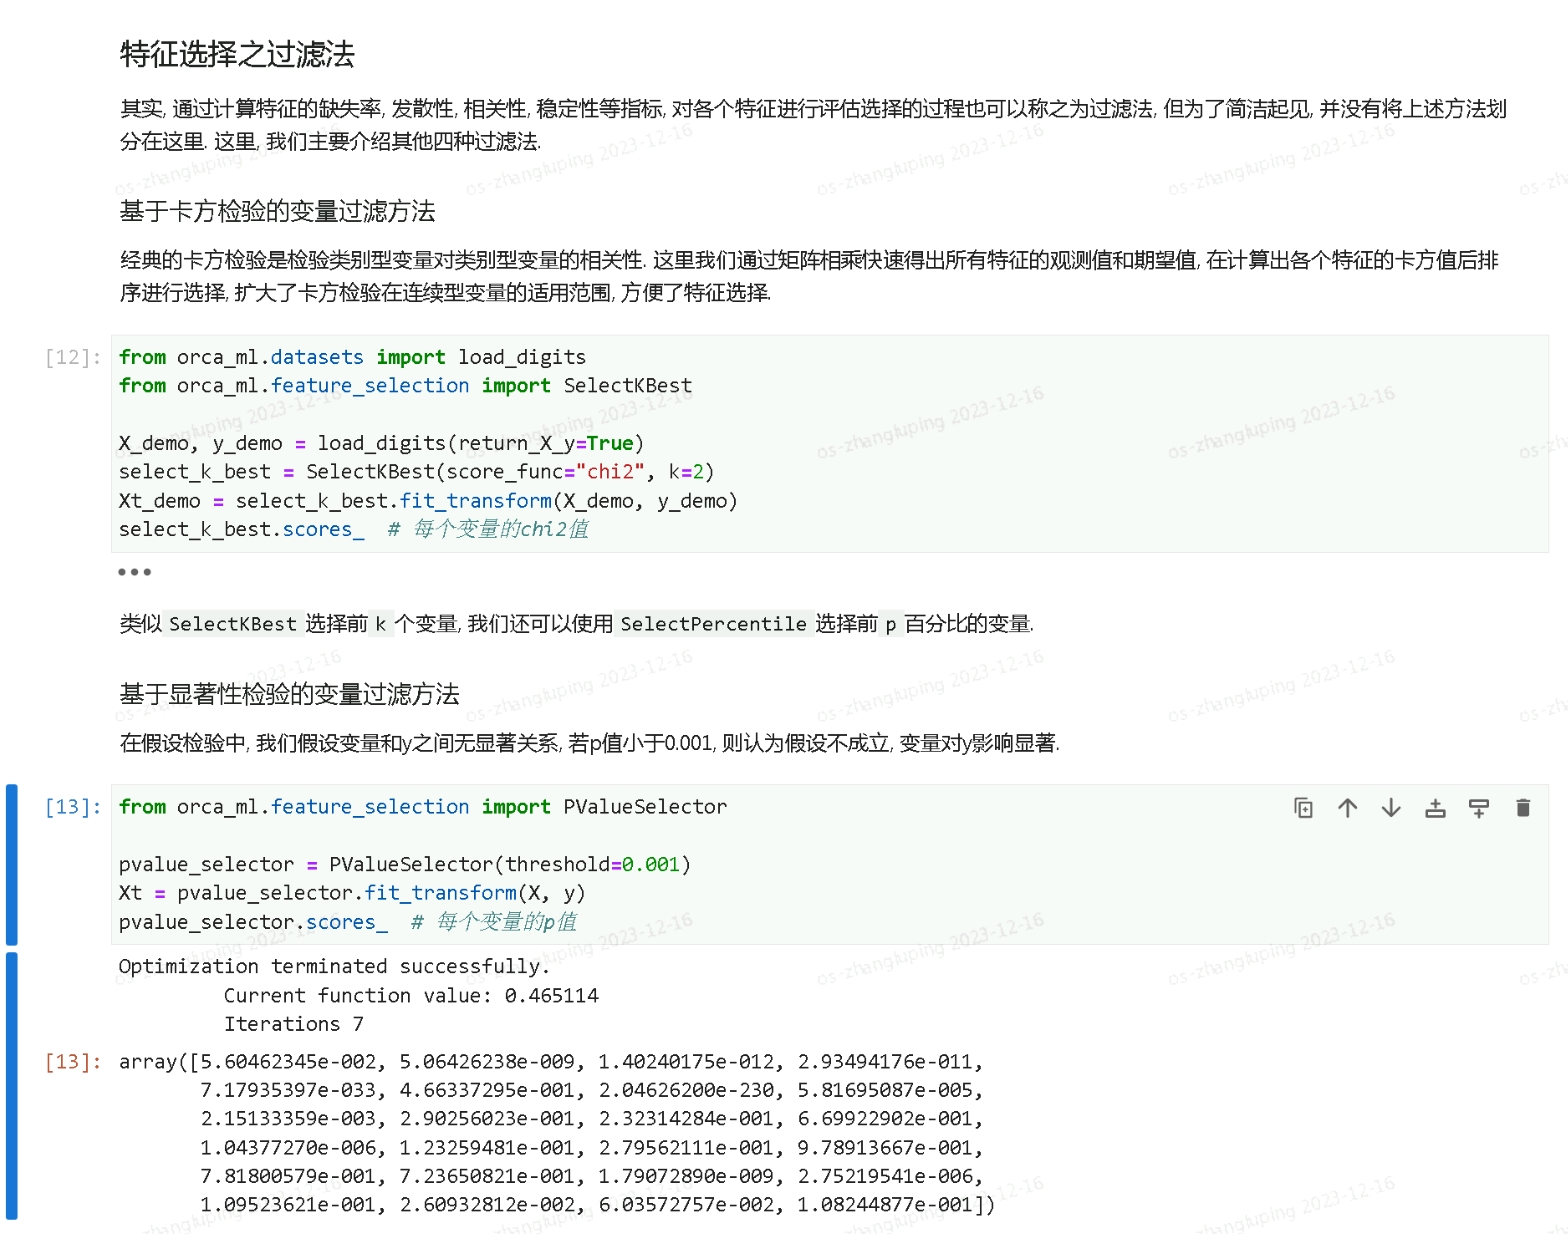 特征选择之过滤法
其实, 通过计算特征的缺失率, 发散性, 相关性, 稳定性等指标, 对各个特征进行评估选择的过程也可以称之为过滤法, 但为了简洁起见, 并没有将上述方法划
分在这里. 这里, 我们主要介绍其他四种过滤法.
基于卡方检验的变量过滤方法
经典的卡方检验是检验类别型变量对类别型变量的相关性. 这里我们通过矩阵相乘快速得出所有特征的观测值和期望值, 在计算出各个特征的卡方值后排
序进行选择, 扩大了卡方检验在连续型变量的适用范围, 方便了特征选择.
[12]: from orca_ml.datasets import load_digits
from orca_ml.feature_selection import SelectKBest
X_demo, y_demo = load_digits(return_X_y=True)
select_k_best = SelectKBest(score_func="chi2", k=2)
Xt_demo = select_k_best.fit_transform(X_demo, y_demo)
select_k_best.scores_  # 每个变量的chi2值
•••
类似 SelectKBest 选择前 k 个变量, 我们还可以使用 SelectPercentile 选择前 p 百分比的变量.
基于显著性检验的变量过滤方法
在假设检验中, 我们假设变量和y之间无显著关系, 若p值小于0.001, 则认为假设不成立, 变量对y影响显著.
[13]: from orca_ml.feature_selection import PValueSelector
pvalue_selector = PValueSelector(threshold=0.001)
Xt = pvalue_selector.fit_transform(X, y)
pvalue_selector.scores_  # 每个变量的p值
Optimization terminated successfully.
Current function value: 0.465114
Iterations 7
[13]: array([5.60462345e-002, 5.06426238e-009, 1.40240175e-012, 2.93494176e-011,
7.17935397e-033, 4.66337295e-001, 2.04626200e-230, 5.81695087e-005,
2.15133359e-003, 2.90256023e-001, 2.32314284e-001, 6.69922902e-001,
1.04377270e-006, 1.23259481e-001, 2.79562111e-001, 9.78913667e-001,
7.81800579e-001, 7.23650821e-001, 1.79072890e-009, 2.75219541e-006,
1.09523621e-001, 2.60932812e-002, 6.03572757e-002, 1.08244877e-001])